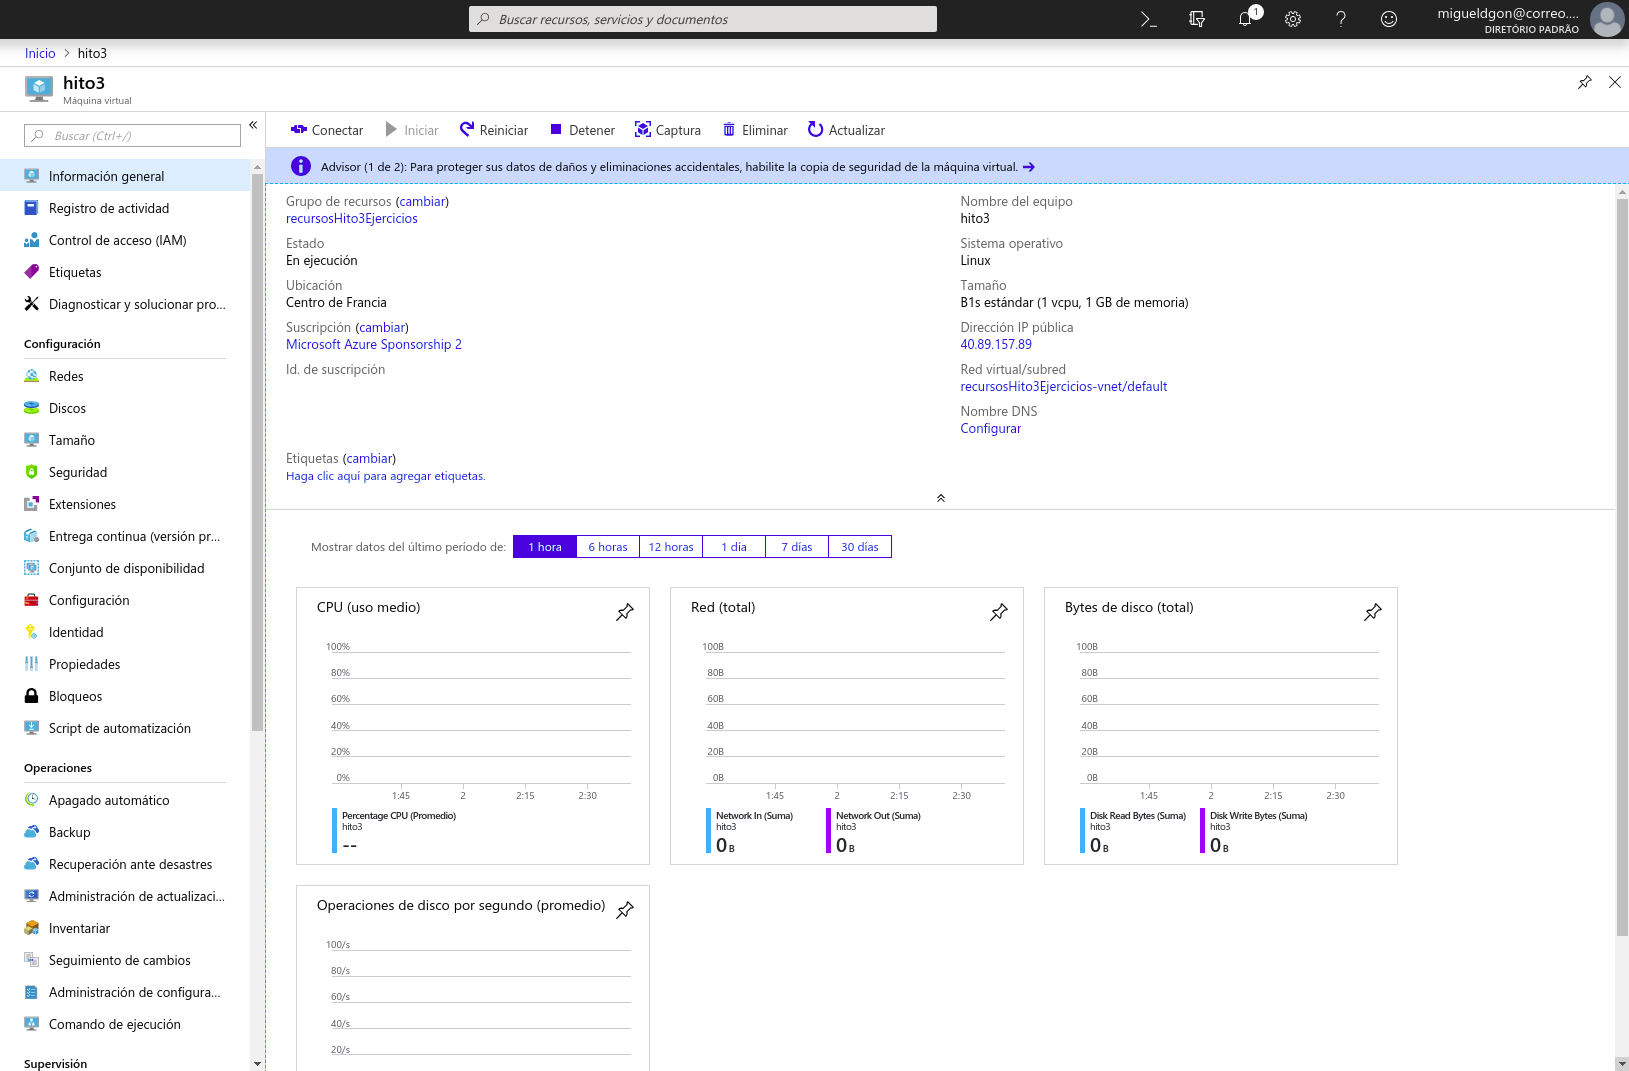 Buscar recursos, servicios y documentos
1
migueldgon@correo....
DIRETÓRIO PADRÃO
Inicio > hito3
hito3
Máquina virtual
Buscar (Ctrl+/)
«
Información general
Registro de actividad
Control de acceso (IAM)
Etiquetas
Diagnosticar y solucionar pro...
Configuración
Redes
Discos
Tamaño
Seguridad
Extensiones
Entrega continua (versión pr...
Conjunto de disponibilidad
Configuración
Identidad
Propiedades
Bloqueos
Script de automatización
Operaciones
Apagado automático
Backup
Recuperación ante desastres
Administración de actualizaci...
Inventariar
Seguimiento de cambios
Administración de configura...
Comando de ejecución
Supervisión
Conectar Iniciar Reiniciar Detener Captura Eliminar Actualizar
Advisor (1 de 2): Para proteger sus datos de daños y eliminaciones accidentales, habilite la copia de seguridad de la máquina virtual. →
Grupo de recursos (cambiar)
recursosHito3Ejercicios
Estado
En ejecución
Ubicación
Centro de Francia
Suscripción (cambiar)
Microsoft Azure Sponsorship 2
Id. de suscripción
Nombre del equipo
hito3
Sistema operativo
Linux
Tamaño
B1s estándar (1 vcpu, 1 GB de memoria)
Dirección IP pública
40.89.157.89
Red virtual/subred
recursosHito3Ejercicios-vnet/default
Nombre DNS
Configurar
Etiquetas (cambiar)
Haga clic aquí para agregar etiquetas.
Mostrar datos del último período de: 1 hora 6 horas 12 horas 1 día 7 días 30 días
CPU (uso medio)
100%
80%
60%
40%
20%
0%
1:45 2 2:15 2:30
Percentage CPU (Promedio)
hito3
--
Red (total)
100B
80B
60B
40B
20B
0B
1:45 2 2:15 2:30
Network In (Suma)
hito3
0 B
Network Out (Suma)
hito3
0 B
Bytes de disco (total)
100B
80B
60B
40B
20B
0B
1:45 2 2:15 2:30
Disk Read Bytes (Suma)
hito3
0 B
Disk Write Bytes (Suma)
hito3
0 B
Operaciones de disco por segundo (promedio)
100/s
80/s
60/s
40/s
20/s